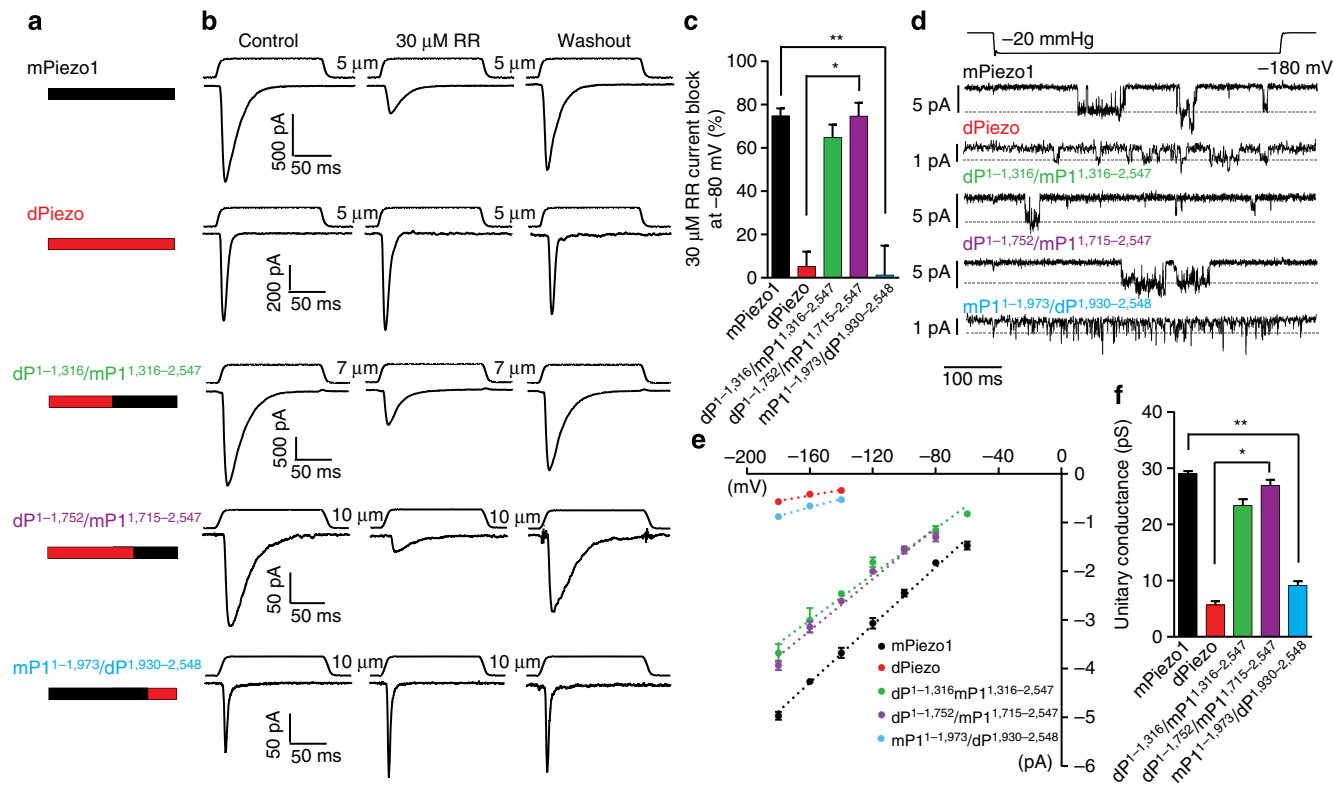 a
mPiezo1
dPiezo
dP1–1,316/mP11,316–2,547
dP1–1,752/mP11,715–2,547
mP11–1,973/dP1,930–2,548
b
Control
30 μM RR
Washout
5 μm
5 μm
500 pA
50 ms
5 μm
5 μm
200 pA
50 ms
7 μm
7 μm
500 pA
50 ms
10 μm
10 μm
50 pA
50 ms
10 μm
10 μm
50 pA
50 ms
c
30 μM RR current block
at –80 mV (%)
100
80
60
40
20
0
**
*
mPiezo1
dPiezo
dP1–1,316/mP11,316–2,547
dP1–1,752/mP11,715–2,547
mP11–1,973/dP1,930–2,548
d
–20 mmHg
–180 mV
mPiezo1
5 pA
dPiezo
1 pA
dP1–1,316/mP11,316–2,547
5 pA
dP1–1,752/mP11,715–2,547
5 pA
mP11–1,973/dP1,930–2,548
1 pA
100 ms
e
–200
–160
–120
–80
–40
0
(mV)
–1
–2
–3
–4
–5
–6
(pA)
mPiezo1
dPiezo
dP1–1,316mP11,316–2,547
dP1–1,752/mP11,715–2,547
mP11–1,973/dP1,930–2,548
f
Unitary conductance (pS)
40
30
20
10
0
**
*
mPiezo1
dPiezo
dP1–1,316/mP11,316–2,547
dP1–1,752/mP11,715–2,547
mP11–1,973/dP1,930–2,548